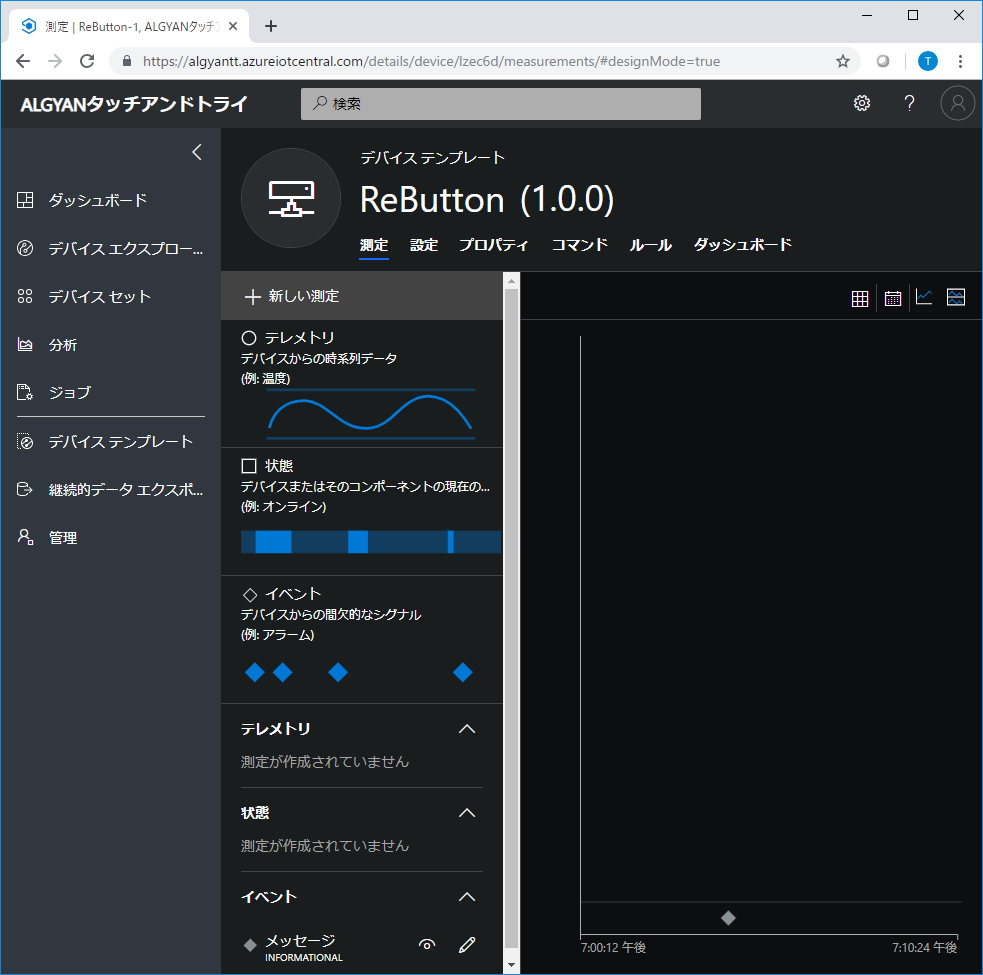 測定 | ReButton-1, ALGYANタッチア
https://algyantt.azureiotcentral.com/details/device/lzec6d/measurements/#designMode=true
T
ALGYANタッチアンドトライ
検索
?
ダッシュボード
デバイス エクスプロー...
デバイス セット
分析
ジョブ
デバイス テンプレート
継続的データ エクスポ...
管理
デバイス テンプレート
ReButton (1.0.0)
測定 設定 プロパティ コマンド ルール ダッシュボード
新しい測定
テレメトリ
デバイスからの時系列データ
(例: 温度)
状態
デバイスまたはそのコンポーネントの現在の...
(例: オンライン)
イベント
デバイスからの間欠的なシグナル
(例: アラーム)
テレメトリ
測定が作成されていません
状態
測定が作成されていません
イベント
メッセージ
INFORMATIONAL
7:00:12 午後
7:10:24 午後